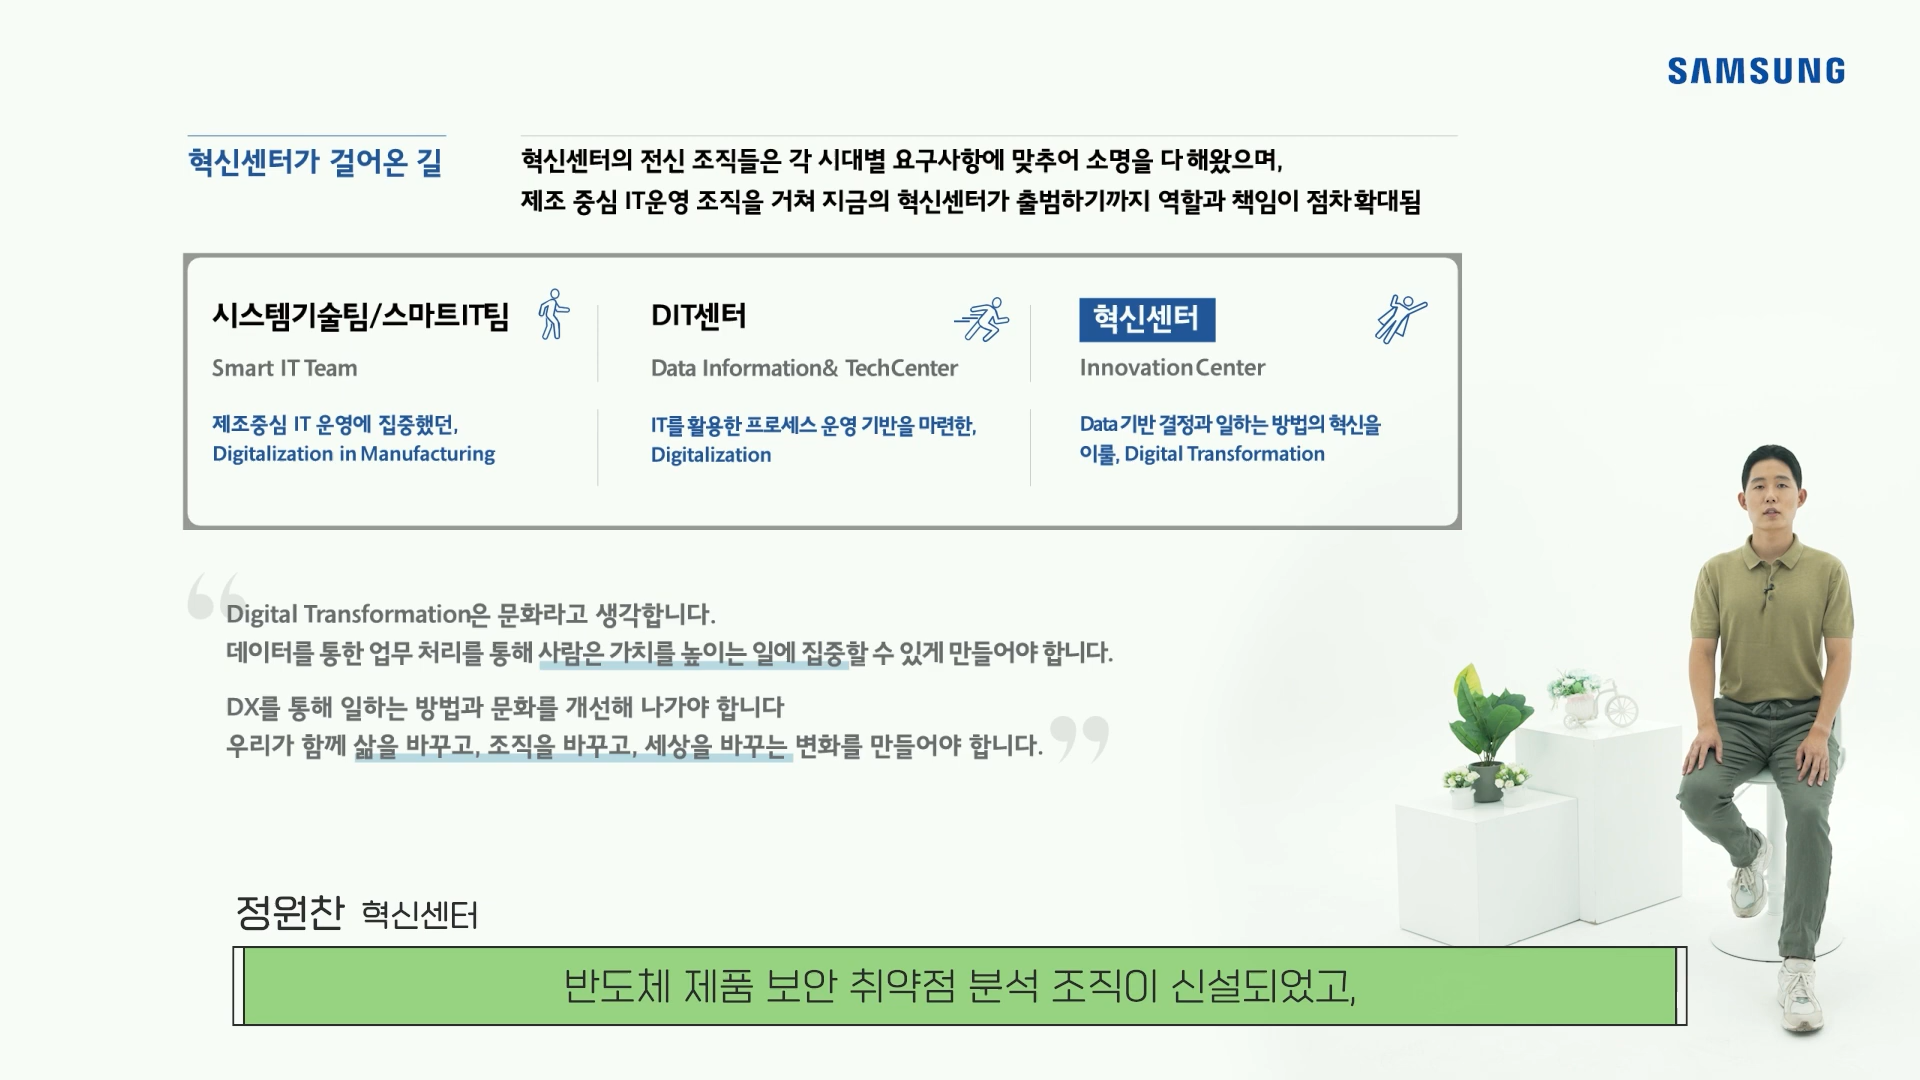 SAMSUNG
혁신센터가 걸어온 길
혁신센터의 전신 조직들은 각 시대별 요구사항에 맞추어 소명을 다해왔으며,
제조 중심 IT운영 조직을 거쳐 지금의 혁신센터가 출범하기까지 역할과 책임이 점차확대됨
시스템기술팀/스마트IT팀
Smart IT Team
제조중심 IT 운영에 집중했던,
Digitalization in Manufacturing
DIT센터
Data Information& TechCenter
IT를 활용한 프로세스 운영 기반을 마련한,
Digitalization
혁신센터
InnovationCenter
Data기반 결정과 일하는 방법의 혁신을
이룰, Digital Transformation
“Digital Transformation은 문화라고 생각합니다.
데이터를 통한 업무 처리를 통해 사람은 가치를 높이는 일에 집중할 수 있게 만들어야 합니다.
DX를 통해 일하는 방법과 문화를 개선해 나가야 합니다
우리가 함께 삶을 바꾸고, 조직을 바꾸고, 세상을 바꾸는 변화를 만들어야 합니다.”
정원찬 혁신센터
반도체 제품 보안 취약점 분석 조직이 신설되었고,